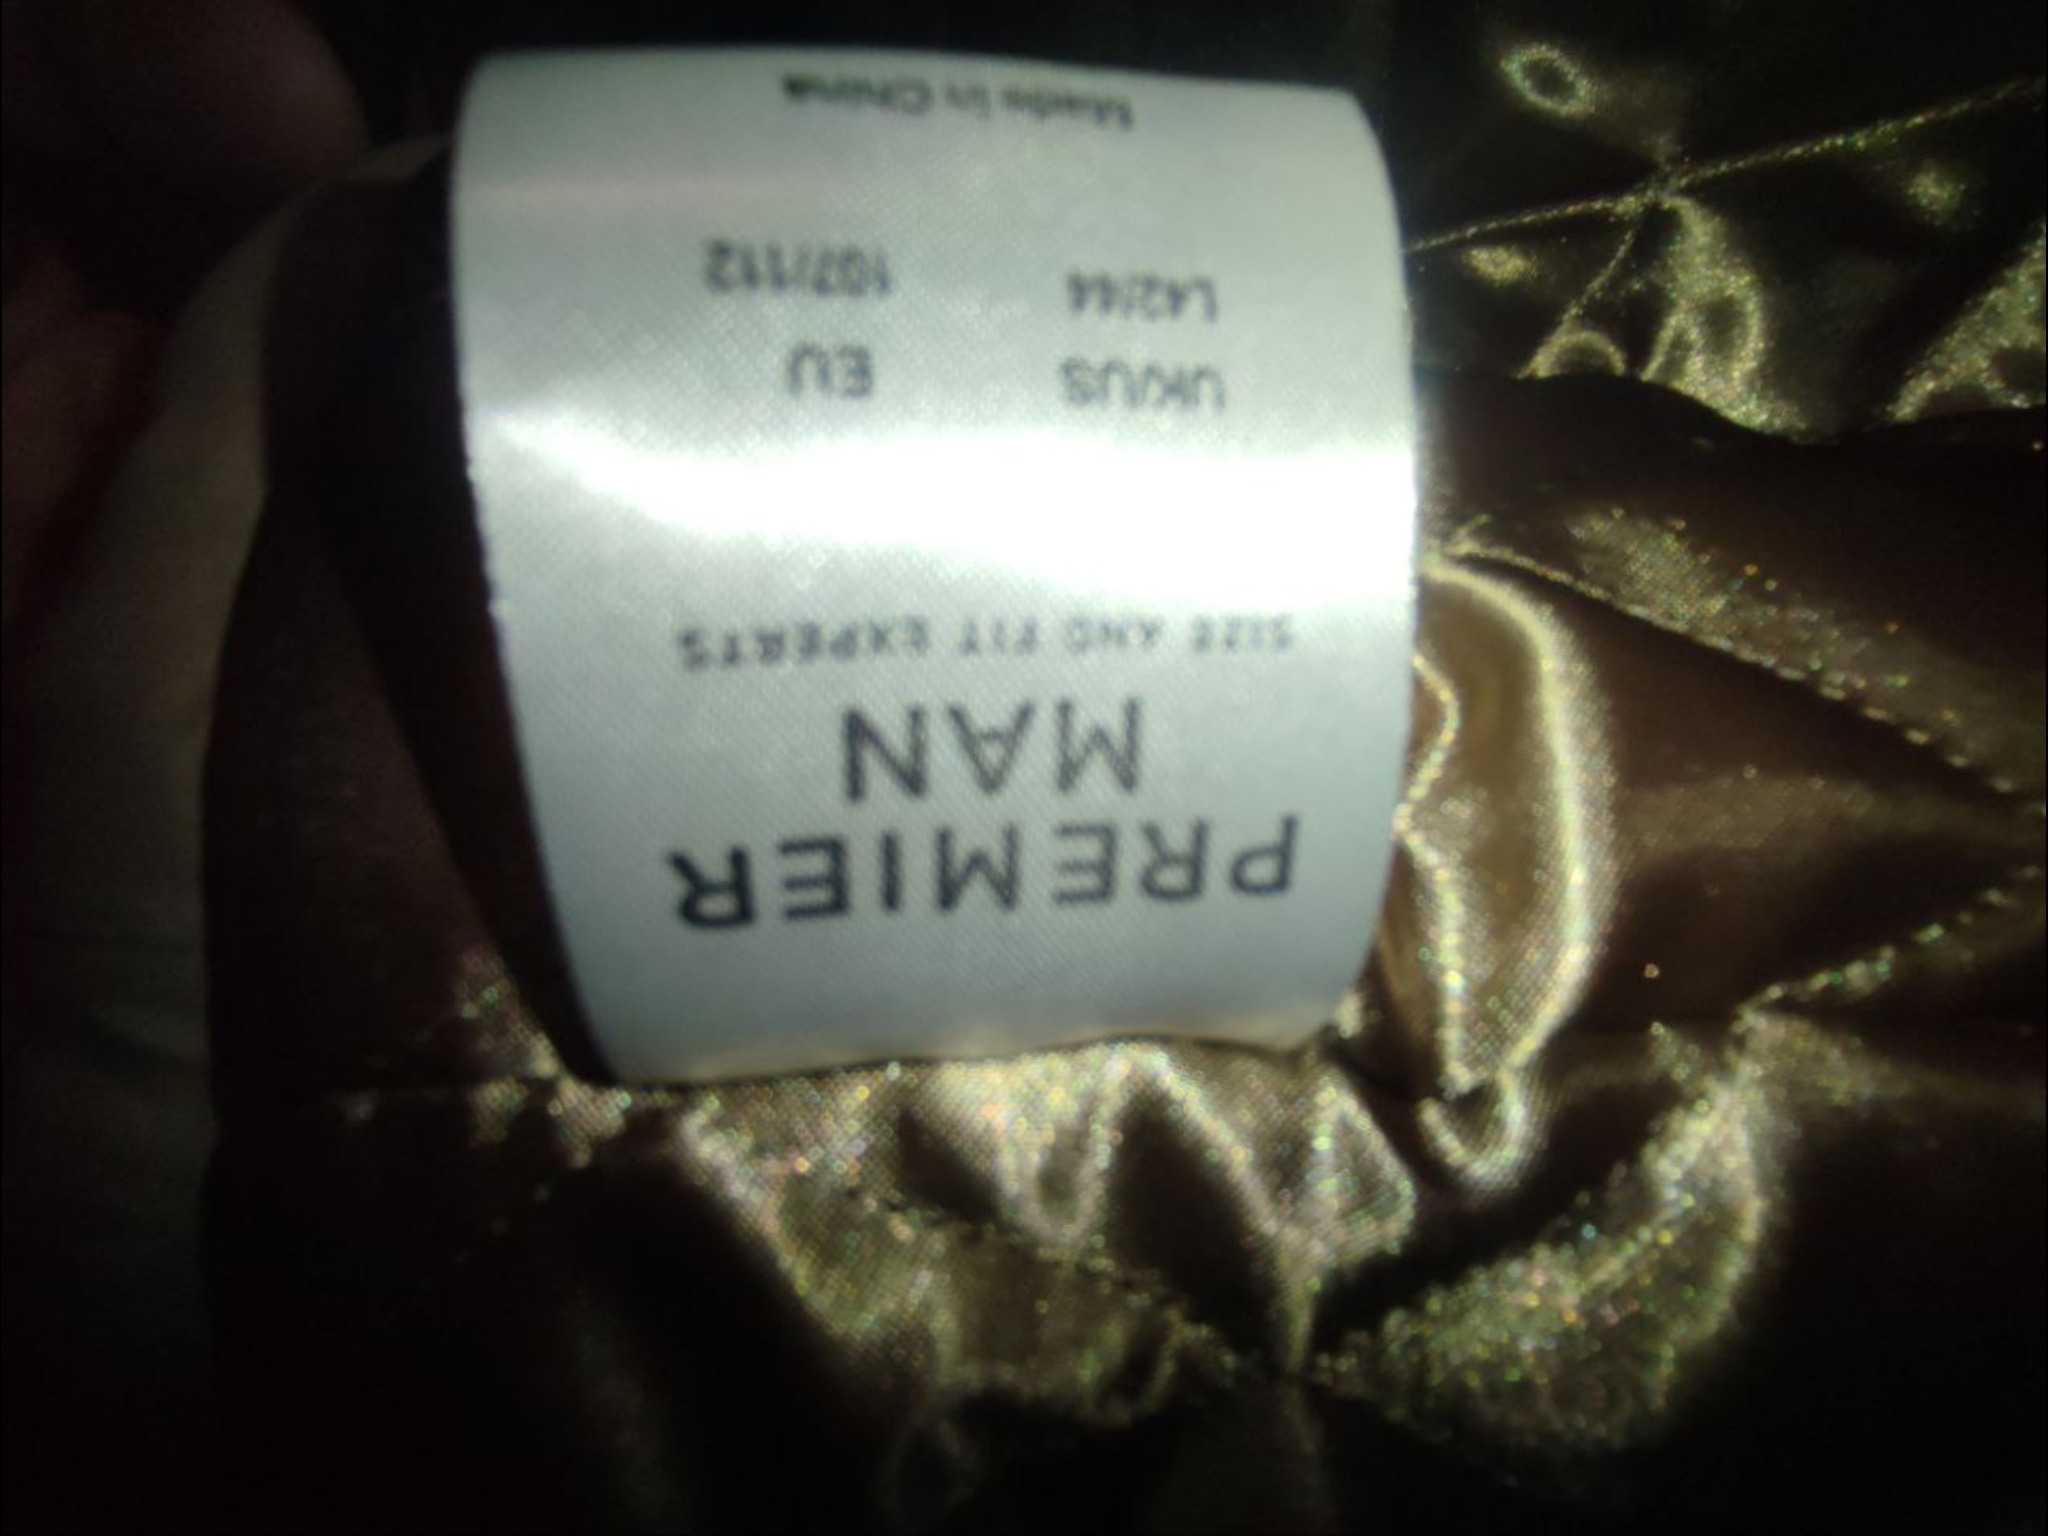 PREMIER
MAN
SIZE AND FIT EXPERTS
UK/US EU
L42/44 107/112
Made in China